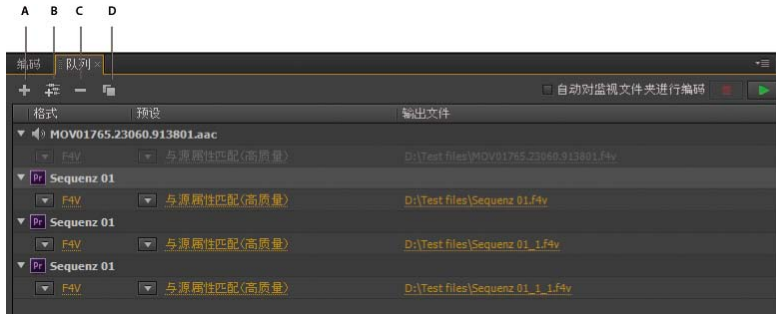 A B C D
编码 队列 ×
自动对监视文件夹进行编码
格式 预设 输出文件
MOV01765.23060.913801.aac
F4V 与源属性匹配(高质量) D:\Test files\MOV01765.23060.913801.f4v
Pr Sequenz 01
F4V 与源属性匹配(高质量) D:\Test files\Sequenz 01.f4v
Pr Sequenz 01
F4V 与源属性匹配(高质量) D:\Test files\Sequenz 01_1.f4v
Pr Sequenz 01
F4V 与源属性匹配(高质量) D:\Test files\Sequenz 01_1_1.f4v